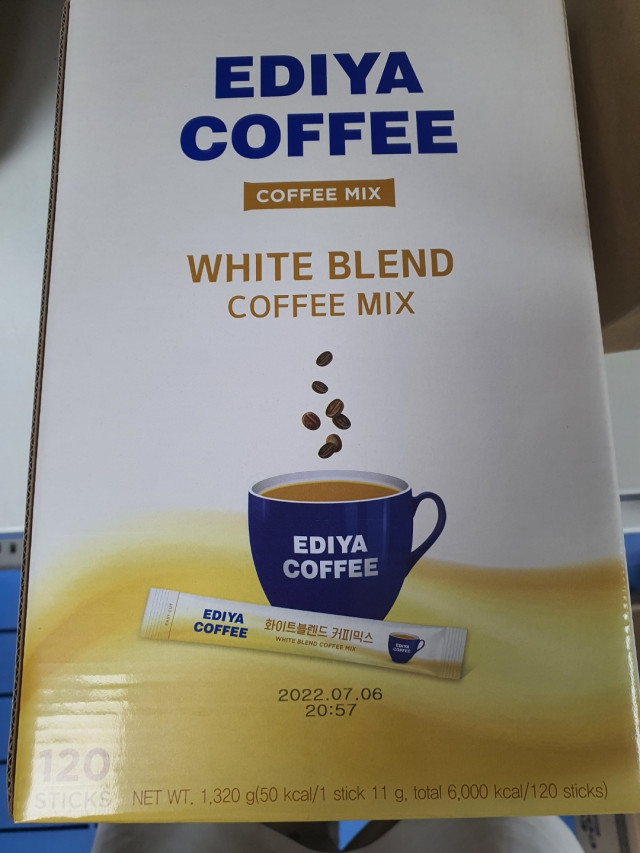 EDIYA
COFFEE
COFFEE MIX
WHITE BLEND
COFFEE MIX
EDIYA
COFFEE
EDIYA
COFFEE
화이트블렌드 커피믹스
WHITE BLEND COFFEE MIX
EDIYA
COFFEE
2022.07.06
20:57
120
STICKS
NET WT. 1,320 g(50 kcal/1 stick 11 g, total 6,000 kcal/120 sticks)